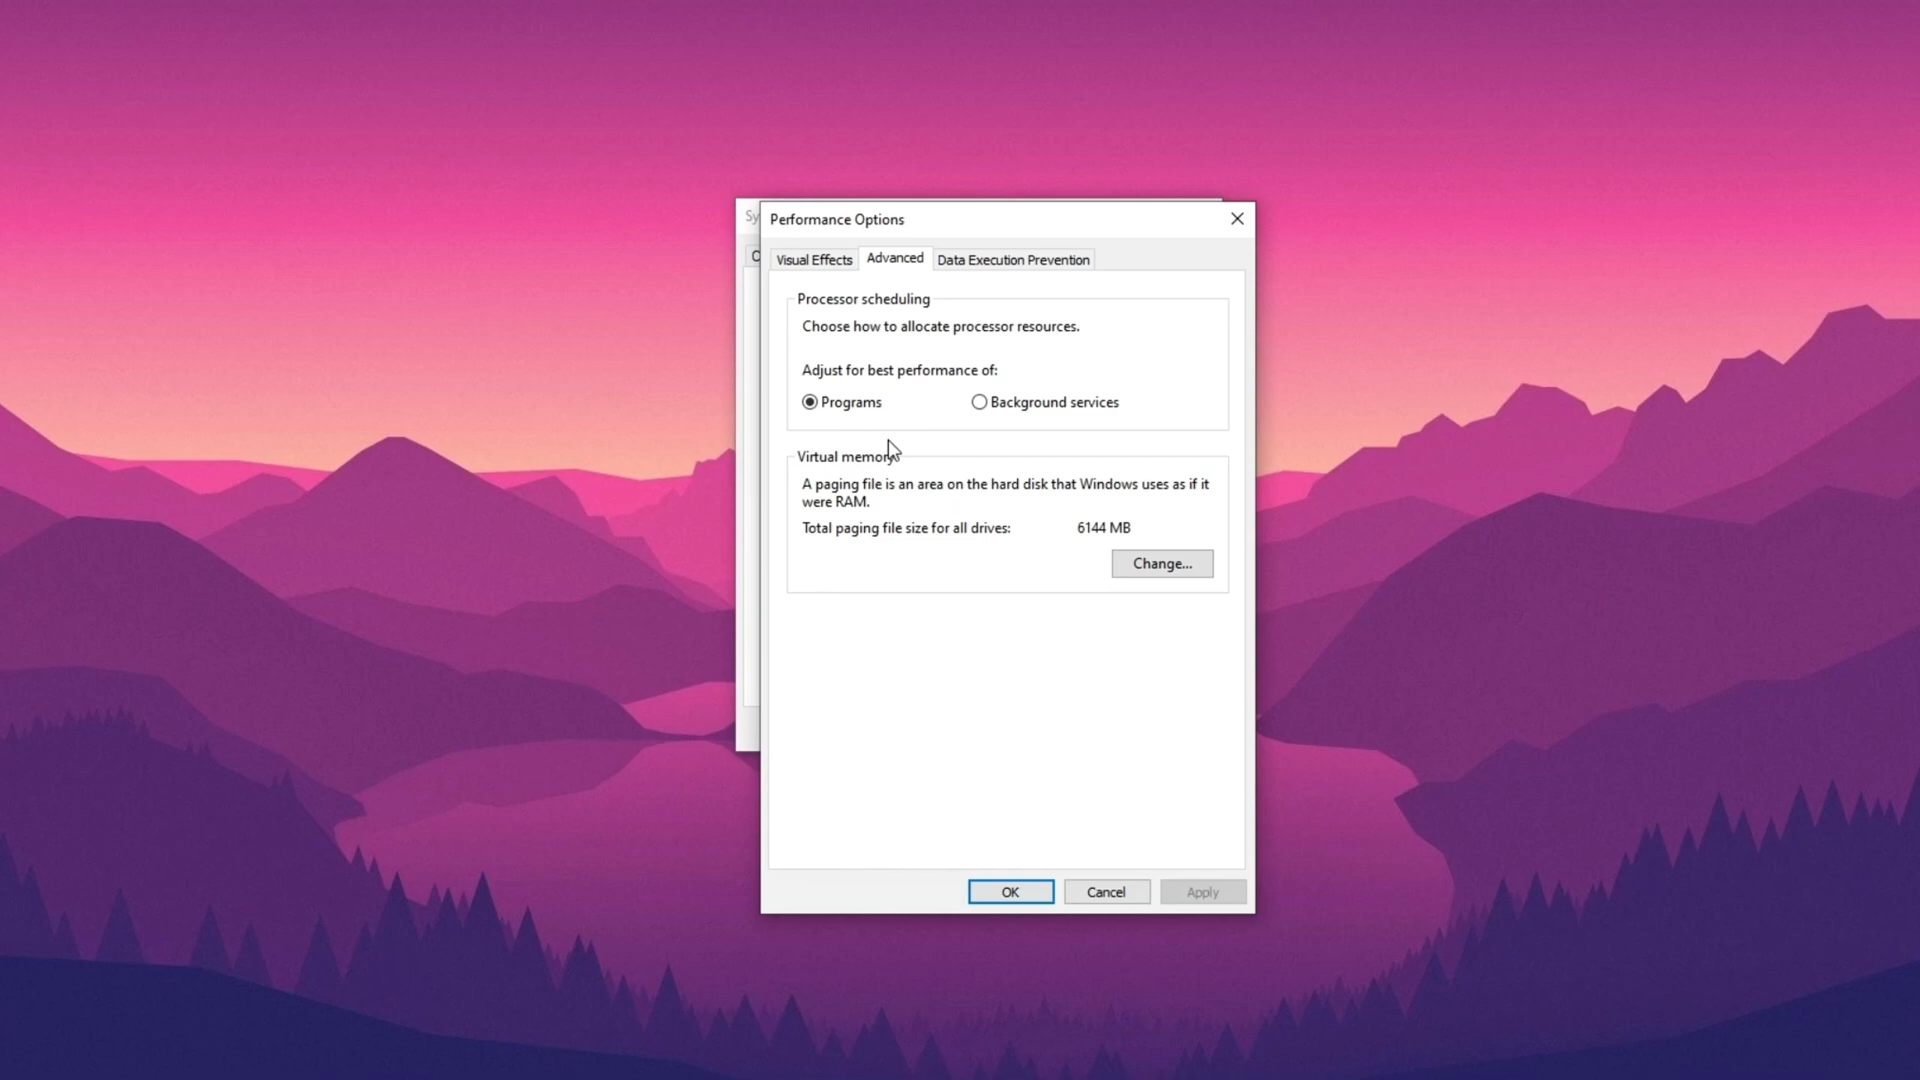 Sy
Performance Options
Visual Effects
Advanced
Data Execution Prevention
Processor scheduling
Choose how to allocate processor resources.
Adjust for best performance of:
Programs
Background services
Virtual memory
A paging file is an area on the hard disk that Windows uses as if it
were RAM.
Total paging file size for all drives: 6144 MB
Change...
OK
Cancel
Apply